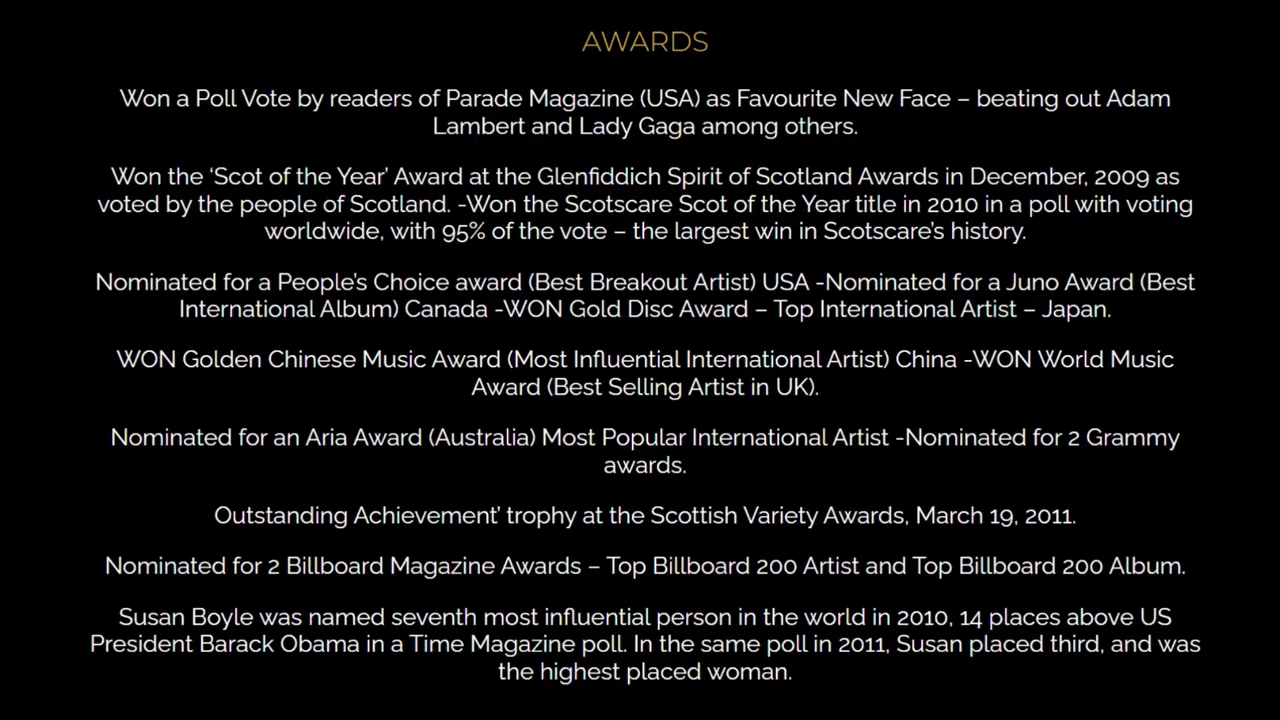 AWARDS
Won a Poll Vote by readers of Parade Magazine (USA) as Favourite New Face – beating out Adam
Lambert and Lady Gaga among others.
Won the ‘Scot of the Year’ Award at the Glenfiddich Spirit of Scotland Awards in December, 2009 as
voted by the people of Scotland. -Won the Scotscare Scot of the Year title in 2010 in a poll with voting
worldwide, with 95% of the vote – the largest win in Scotscare’s history.
Nominated for a People’s Choice award (Best Breakout Artist) USA -Nominated for a Juno Award (Best
International Album) Canada -WON Gold Disc Award – Top International Artist – Japan.
WON Golden Chinese Music Award (Most Influential International Artist) China -WON World Music
Award (Best Selling Artist in UK).
Nominated for an Aria Award (Australia) Most Popular International Artist -Nominated for 2 Grammy
awards.
Outstanding Achievement’ trophy at the Scottish Variety Awards, March 19, 2011.
Nominated for 2 Billboard Magazine Awards – Top Billboard 200 Artist and Top Billboard 200 Album.
Susan Boyle was named seventh most influential person in the world in 2010, 14 places above US
President Barack Obama in a Time Magazine poll. In the same poll in 2011, Susan placed third, and was
the highest placed woman.